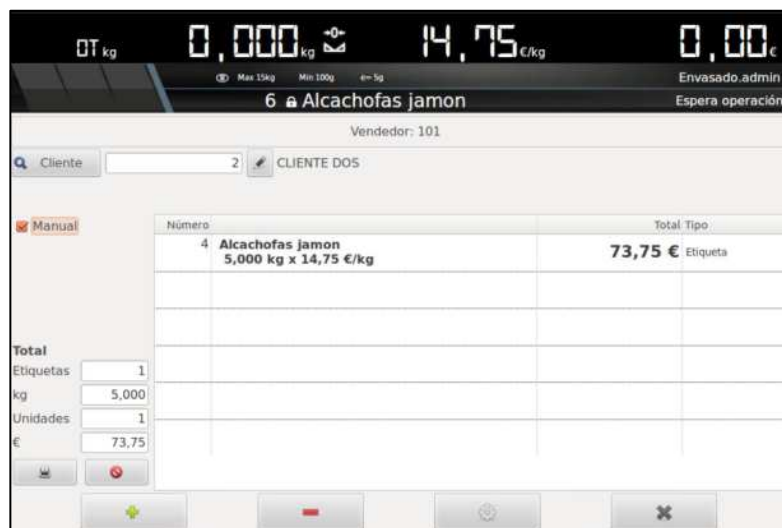 0T kg 0,000 kg →0← 14,75 €/kg 0,00 €
Max 15kg Min 100g e= 5g Envasado.admin
6 Alcachofas jamon Espera operación
Vendedor: 101
Cliente 2 CLIENTE DOS
Manual
Número Total Tipo
4 Alcachofas jamon 73,75 € Etiqueta
5,000 kg x 14,75 €/kg
Total
Etiquetas 1
kg 5,000
Unidades 1
€ 73,75